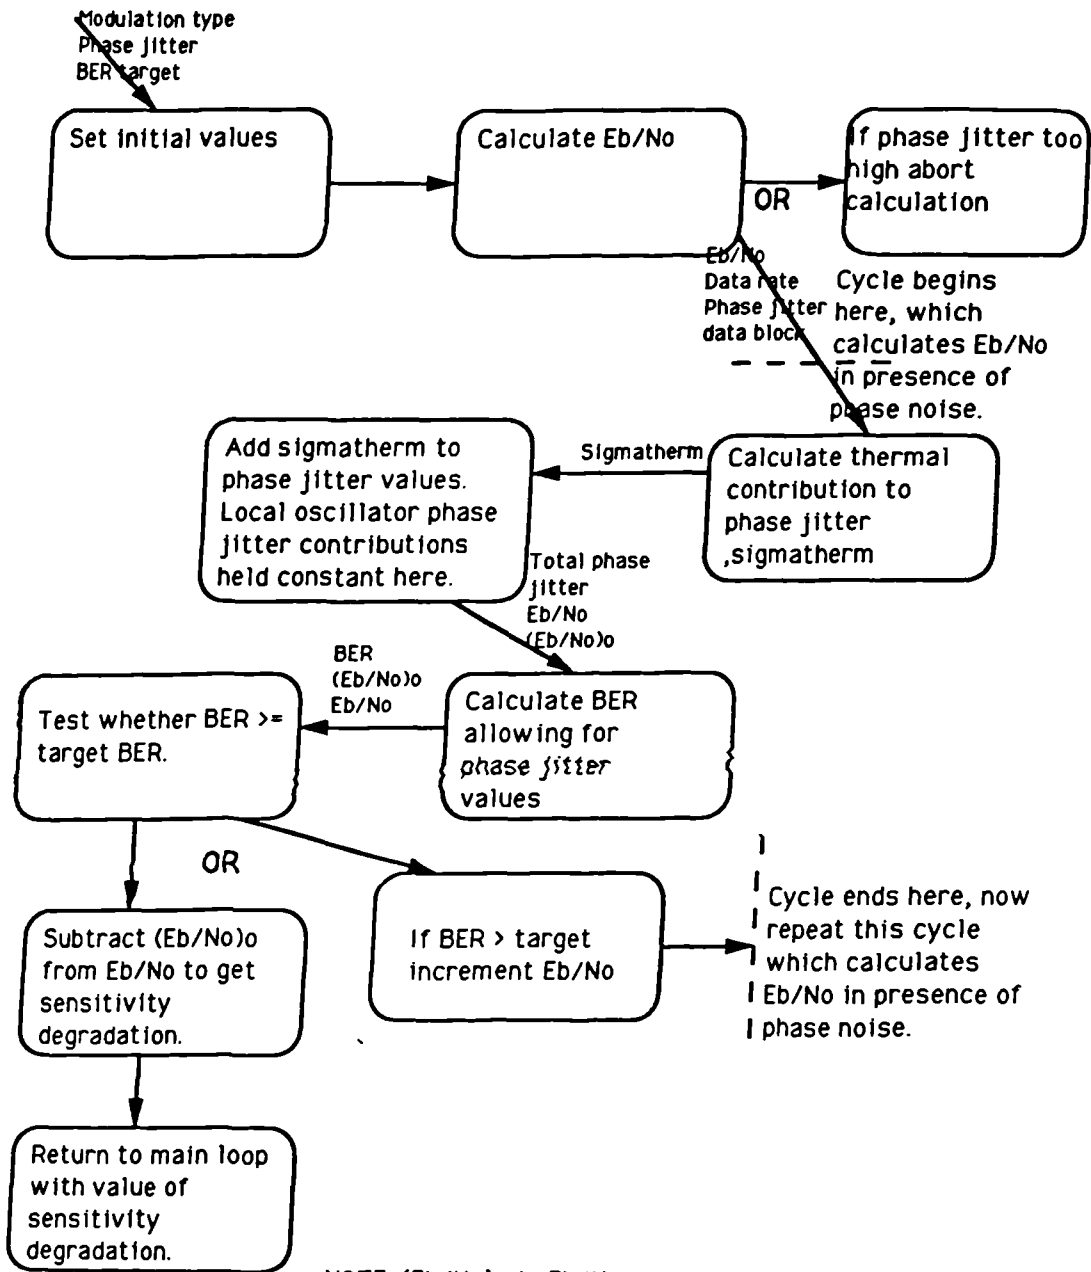 Modulation type
Phase jitter
BER target
Set initial values
Calculate Eb/No
OR
If phase jitter too
high abort
calculation
Eb/No
Data rate
Phase jitter
data block
Cycle begins
here, which
calculates Eb/No
in presence of
phase noise.
Calculate thermal
contribution to
phase jitter
,sigmatherm
Sigmatherm
Add sigmatherm to
phase jitter values.
Local oscillator phase
jitter contributions
held constant here.
Total phase
jitter
Eb/No
(Eb/No)o
Calculate BER
allowing for
phase jitter
values
BER
(Eb/No)o
Eb/No
Test whether BER >=
target BER.
OR
Subtract (Eb/No)o
from Eb/No to get
sensitivity
degradation.
If BER > target
increment Eb/No
Cycle ends here, now
repeat this cycle
which calculates
Eb/No in presence of
phase noise.
Return to main loop
with value of
sensitivity
degradation.